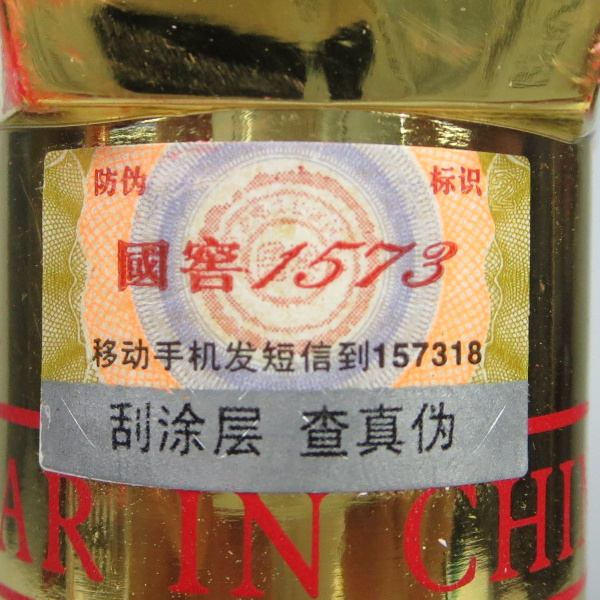 防伪 标识
國窖1573
移动手机发短信到157318
刮涂层 查真伪
AR IN CHIN